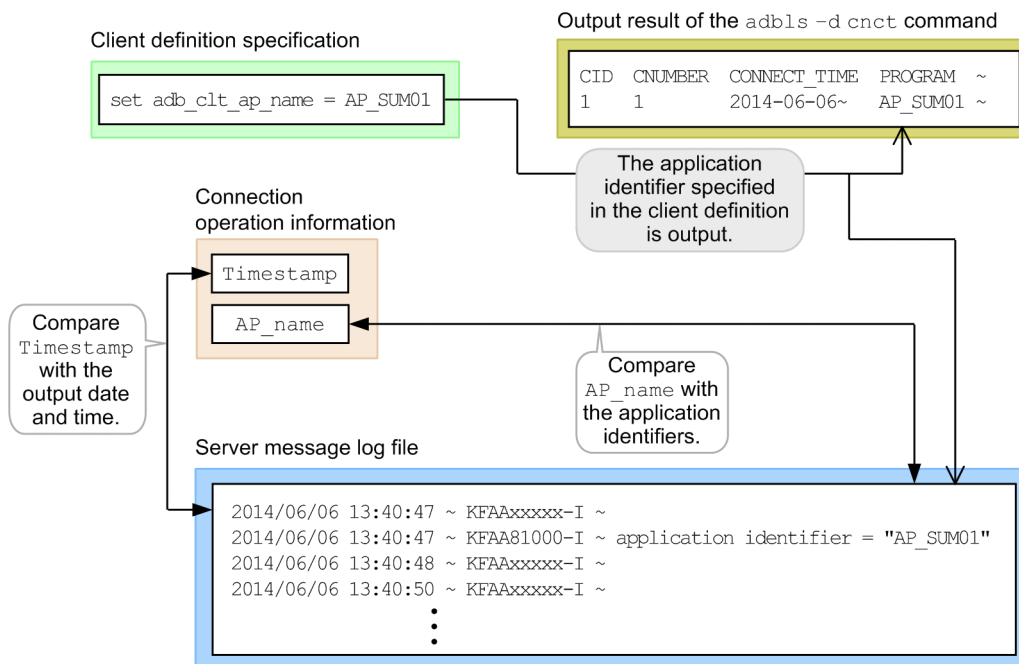 Client definition specification
set adb_clt_ap_name = AP_SUM01
Output result of the adbls -d cnct command
CID CNUMBER CONNECT_TIME PROGRAM ~
1 1 2014-06-06~ AP_SUM01 ~
The application
identifier specified
in the client definition
is output.
Connection
operation information
Timestamp
AP_name
Compare
Timestamp
with the
output date
and time.
Compare
AP_name with
the application
identifiers.
Server message log file
2014/06/06 13:40:47 ~ KFAAxxxxx-I ~
2014/06/06 13:40:47 ~ KFAA81000-I ~ application identifier = "AP_SUM01"
2014/06/06 13:40:48 ~ KFAAxxxxx-I ~
2014/06/06 13:40:50 ~ KFAAxxxxx-I ~